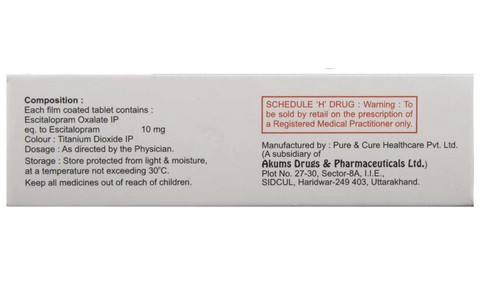 Composition :
Each film coated tablet contains :
Escitalopram Oxalate IP
eq. to Escitalopram 10 mg
Colour : Titanium Dioxide IP
Dosage : As directed by the Physician.
Storage : Store protected from light & moisture,
at a temperature not exceeding 30°C.
Keep all medicines out of reach of children.
SCHEDULE 'H' DRUG : Warning : To
be sold by retail on the prescription of
a Registered Medical Practitioner only.
Manufactured by : Pure & Cure Healthcare Pvt. Ltd.
(A subsidiary of
Akums Drugs & Pharmaceuticals Ltd.)
Plot No. 27-30, Sector-8A, I.I.E.,
SIDCUL, Haridwar-249 403, Uttarakhand.